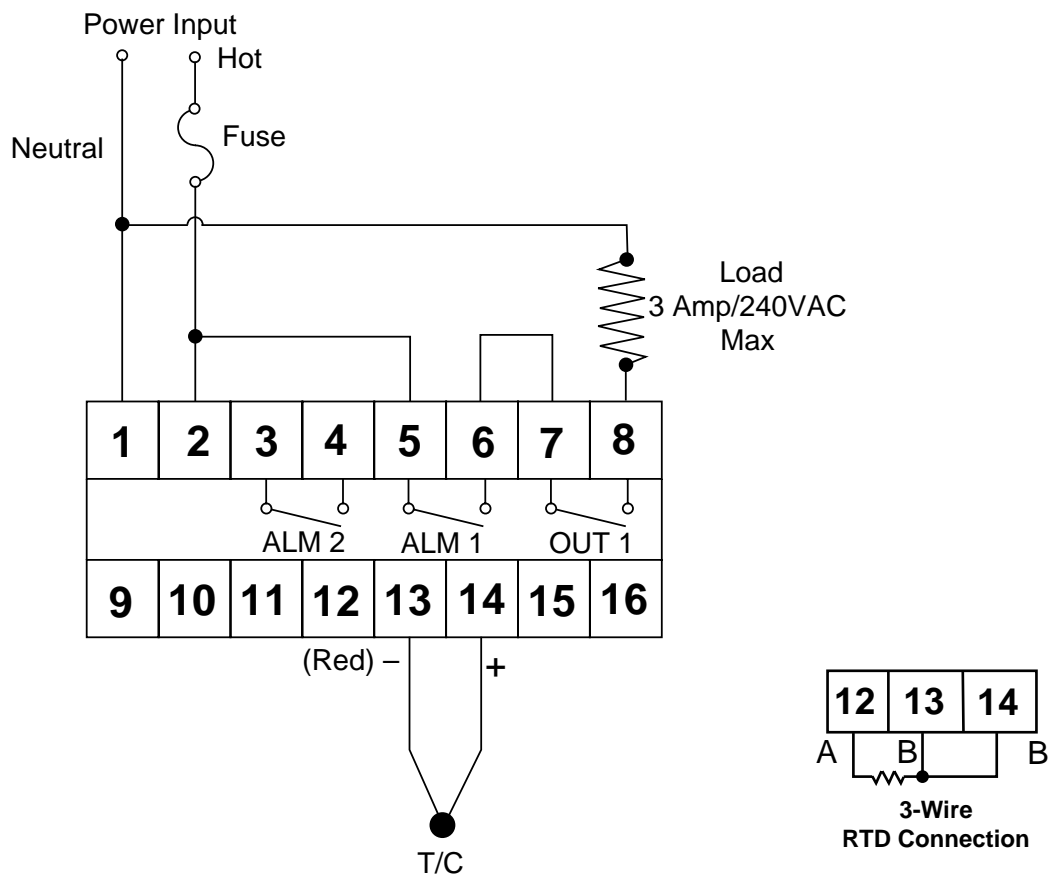 Power Input
Hot
Fuse
Neutral
Load
3 Amp/240VAC
Max
1 2 3 4 5 6 7 8
ALM 2 ALM 1 OUT 1
9 10 11 12 13 14 15 16
(Red) – +
T/C
12 13 14
A B B
3-Wire
RTD Connection